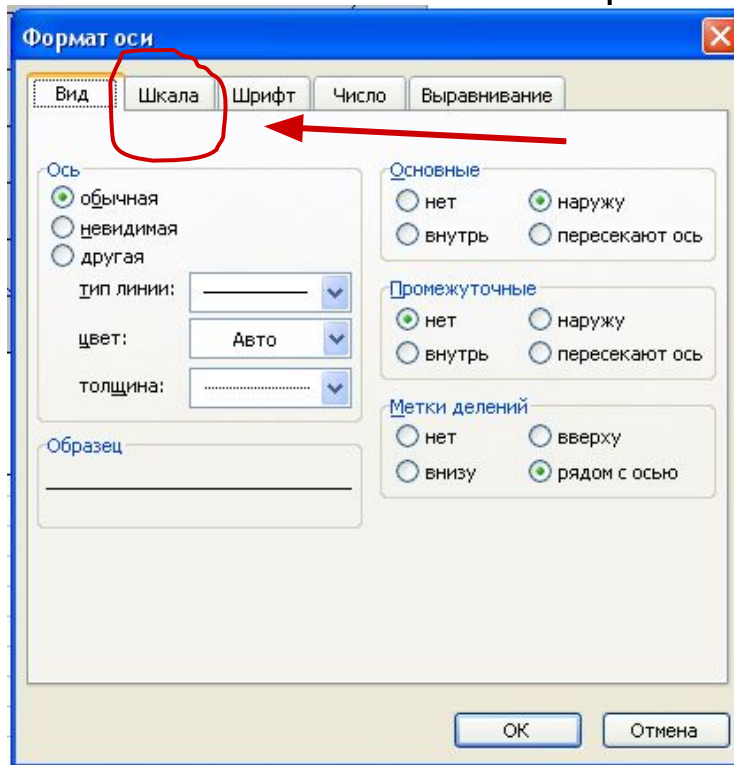 Формат оси
Вид Шкала Шрифт Число Выравнивание
Ось
обычная
невидимая
другая
тип линии:
цвет: Авто
толщина:
Образец
Основные
нет наружу
внутрь пересекают ось
Промежуточные
нет наружу
внутрь пересекают ось
Метки делений
нет вверху
внизу рядом с осью
ОК Отмена